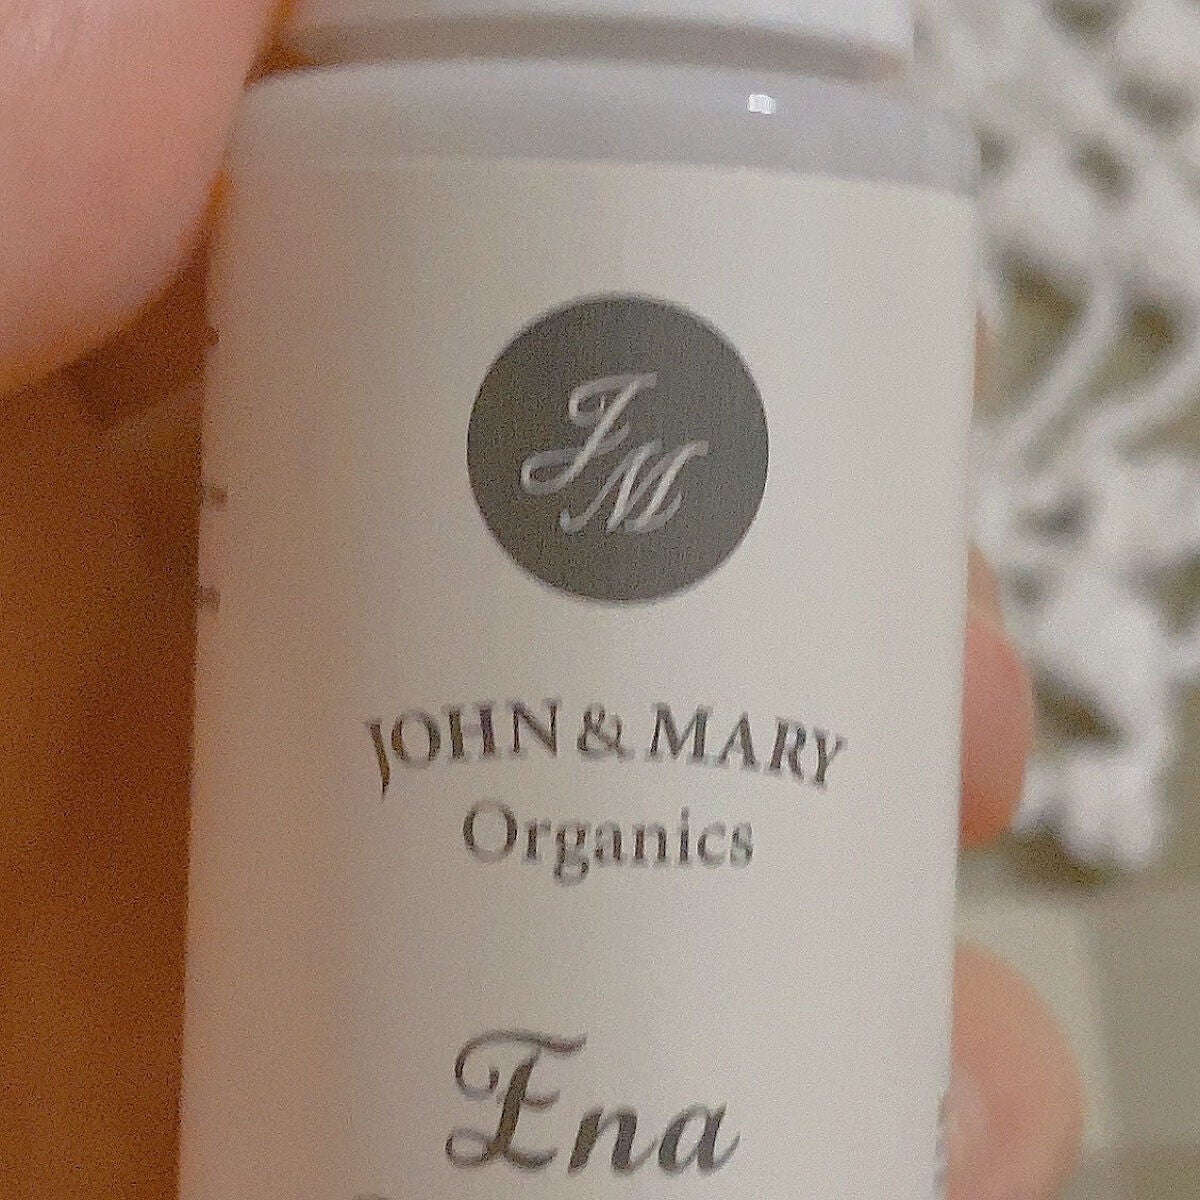 JM
JOHN & MARY
Organics
Ena